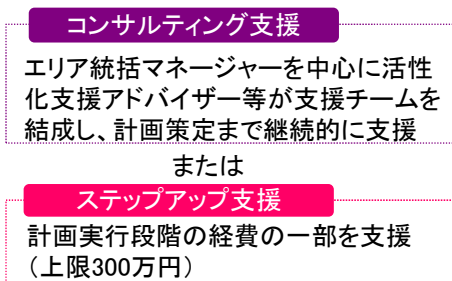 コンサルティング支援
エリア統括マネージャーを中心に活性
化支援アドバイザー等が支援チームを
結成し、計画策定まで継続的に支援
または
ステップアップ支援
計画実行段階の経費の一部を支援
（上限300万円）